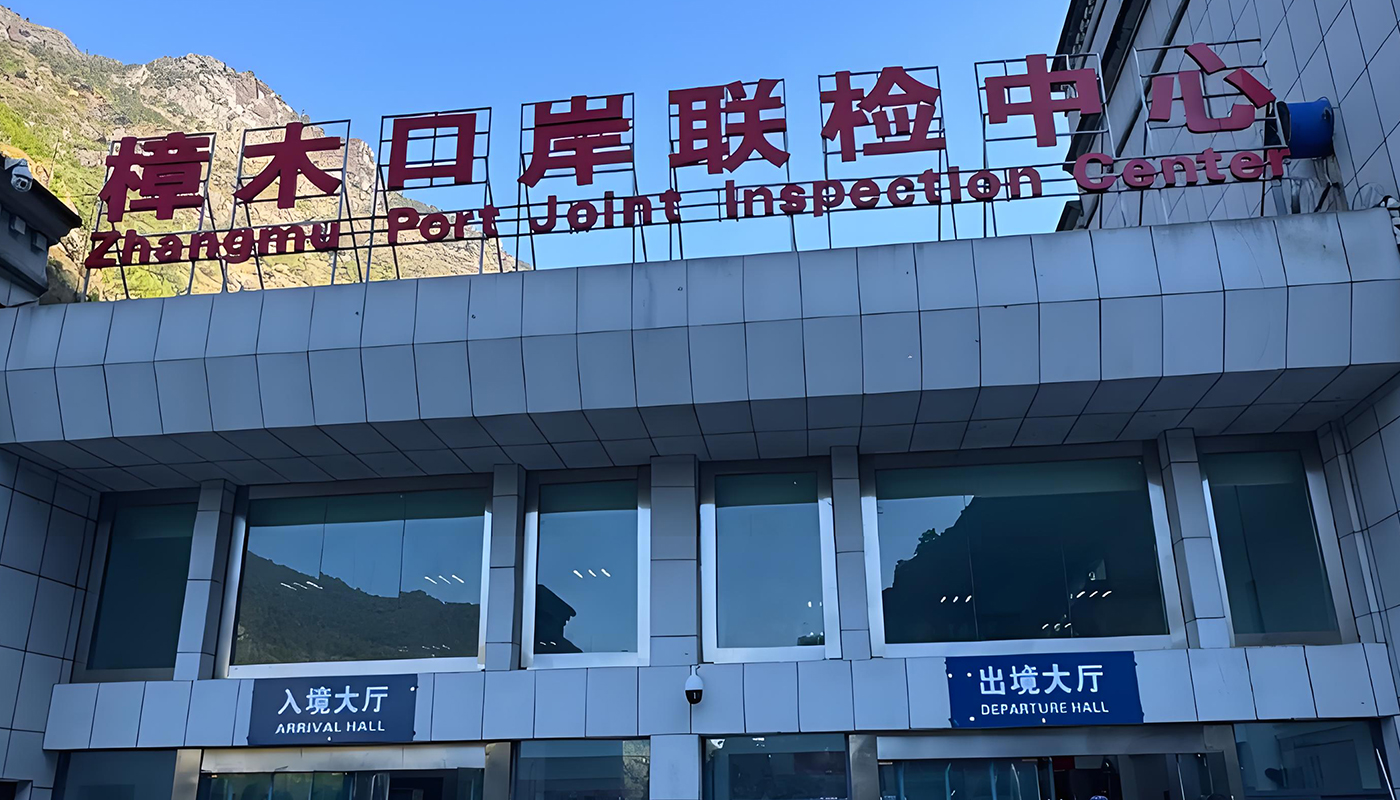 樟木口岸联检中心
Zhangmu Port Joint Inspection Center
入境大厅
ARRIVAL HALL
出境大厅
DEPARTURE HALL